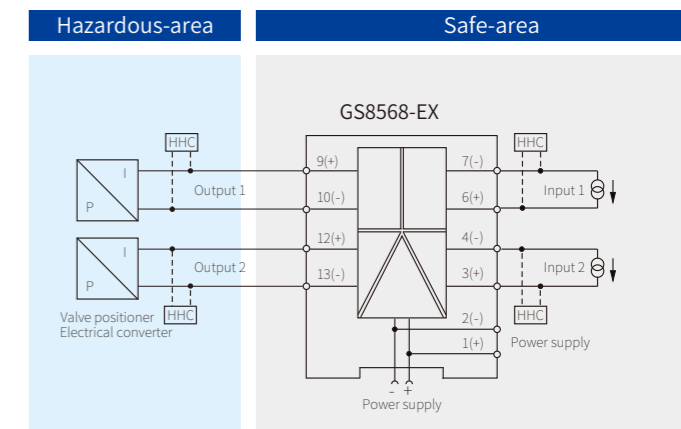 Hazardous-area
Safe-area
GS8568-EX
HHC
HHC
I
P
Output 1
9(+)
10(-)
7(-)
6(+)
Input 1
I
P
Output 2
12(+)
13(-)
4(-)
3(+)
Input 2
HHC
HHC
Valve positioner
Electrical converter
2(-)
1(+)
Power supply
- +
Power supply